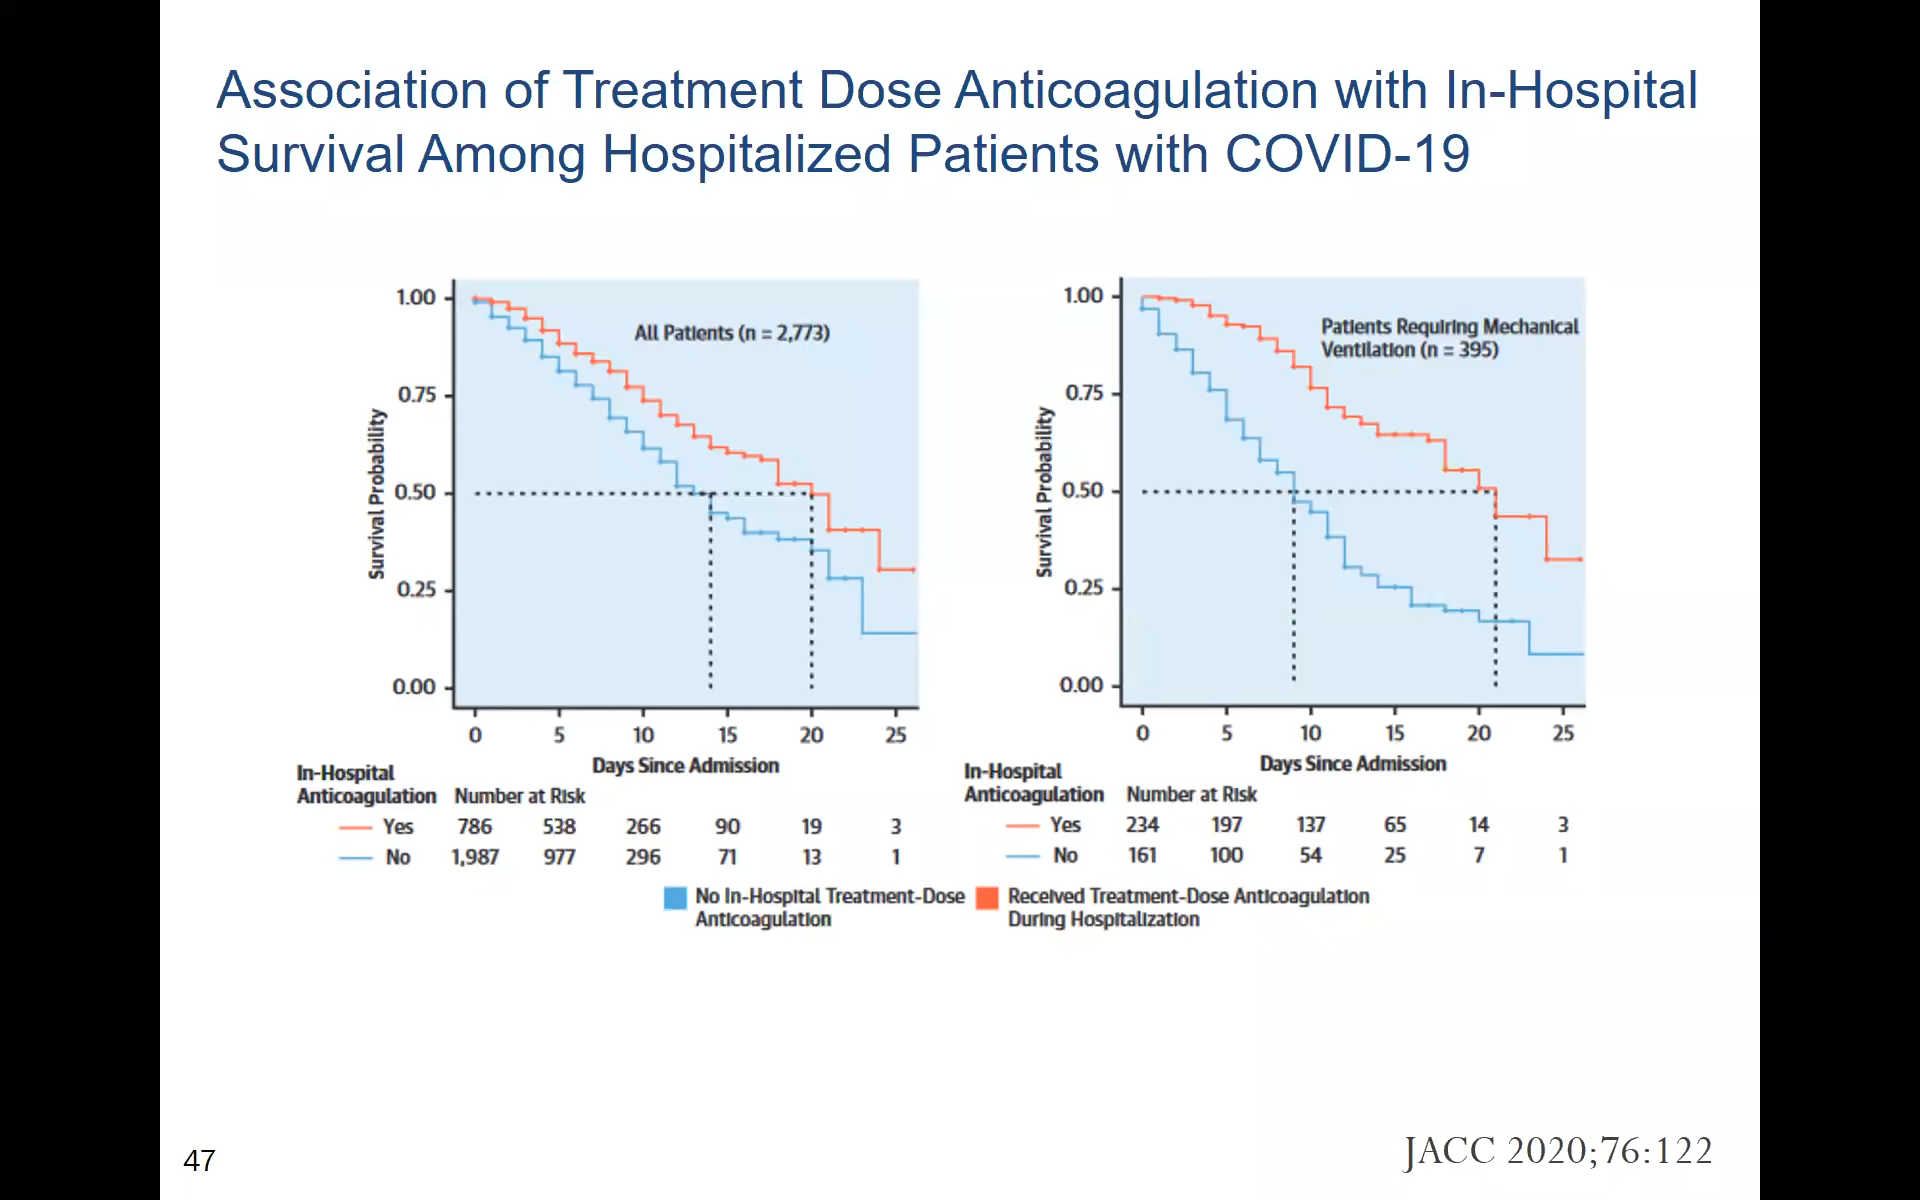 Association of Treatment Dose Anticoagulation with In-Hospital
Survival Among Hospitalized Patients with COVID-19
1.00
0.75
0.50
0.25
0.00
Survival Probability
All Patients (n = 2,773)
0 5 10 15 20 25
Days Since Admission
In-Hospital
Anticoagulation Number at Risk
Yes 786 538 266 90 19 3
No 1,987 977 296 71 13 1
1.00
0.75
0.50
0.25
0.00
Survival Probability
Patients Requiring Mechanical
Ventilation (n = 395)
0 5 10 15 20 25
Days Since Admission
In-Hospital
Anticoagulation Number at Risk
Yes 234 197 137 65 14 3
No 161 100 54 25 7 1
No In-Hospital Treatment-Dose
Anticoagulation
Received Treatment-Dose Anticoagulation
During Hospitalization
47
JACC 2020;76:122